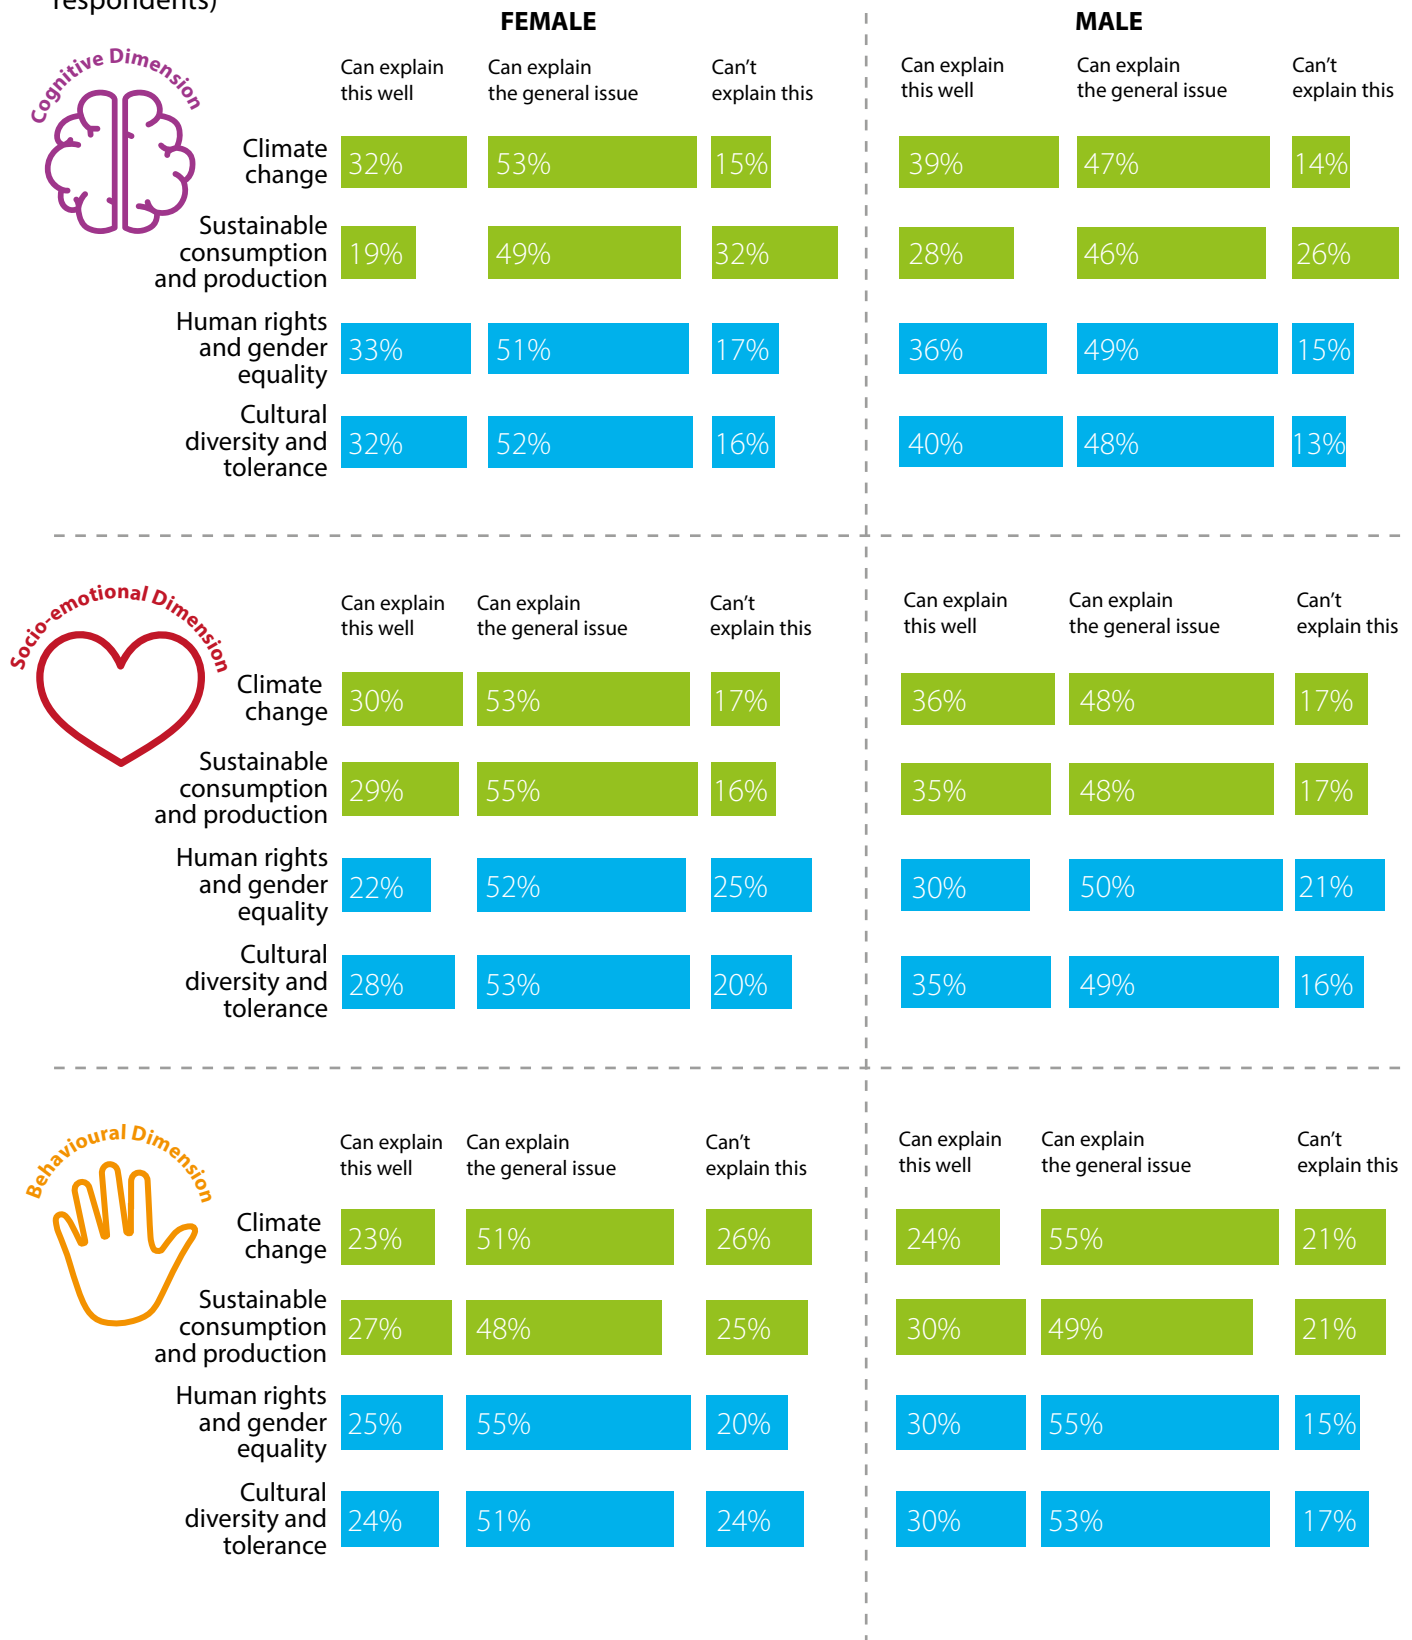 respondents)
FEMALE
MALE
Cognitive Dimension
Can explain
this well
Can explain
the general issue
Can't
explain this
Can explain
this well
Can explain
the general issue
Can't
explain this
Climate
change
32% 53% 15% 39% 47% 14%
Sustainable
consumption
and production
19% 49% 32% 28% 46% 26%
Human rights
and gender
equality
33% 51% 17% 36% 49% 15%
Cultural
diversity and
tolerance
32% 52% 16% 40% 48% 13%
Socio-emotional Dimension
Can explain
this well
Can explain
the general issue
Can't
explain this
Can explain
this well
Can explain
the general issue
Can't
explain this
Climate
change
30% 53% 17% 36% 48% 17%
Sustainable
consumption
and production
29% 55% 16% 35% 48% 17%
Human rights
and gender
equality
22% 52% 25% 30% 50% 21%
Cultural
diversity and
tolerance
28% 53% 20% 35% 49% 16%
Behavioural Dimension
Can explain
this well
Can explain
the general issue
Can't
explain this
Can explain
this well
Can explain
the general issue
Can't
explain this
Climate
change
23% 51% 26% 24% 55% 21%
Sustainable
consumption
and production
27% 48% 25% 30% 49% 21%
Human rights
and gender
equality
25% 55% 20% 30% 55% 15%
Cultural
diversity and
tolerance
24% 51% 24% 30% 53% 17%